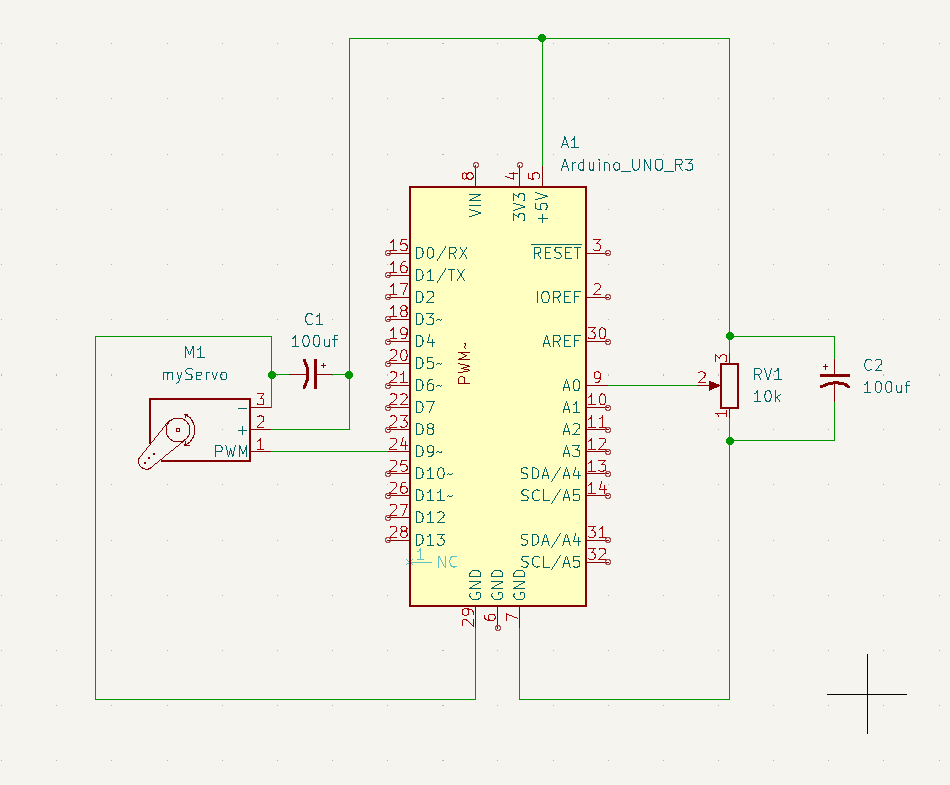 A1
Arduino_UNO_R3
8
4
5
VIN
3V3
+5V
15
D0/RX
RESET
3
16
D1/TX
17
D2
IOREF
2
18
D3~
C1
19
D4
AREF
30
100uf
M1
20
D5~
PWM~
3
C2
+
+
myServo
21
D6~
A0
9
2
RV1
100uf
3
-
22
D7
A1
10
1
10k
2
+
23
D8
A2
11
1
PWM
24
D9~
A3
12
25
D10~
SDA/A4
13
26
D11~
SCL/A5
14
27
D12
28
D13
SDA/A4
31
1
NC
SCL/A5
32
GND
GND
GND
29
6
7